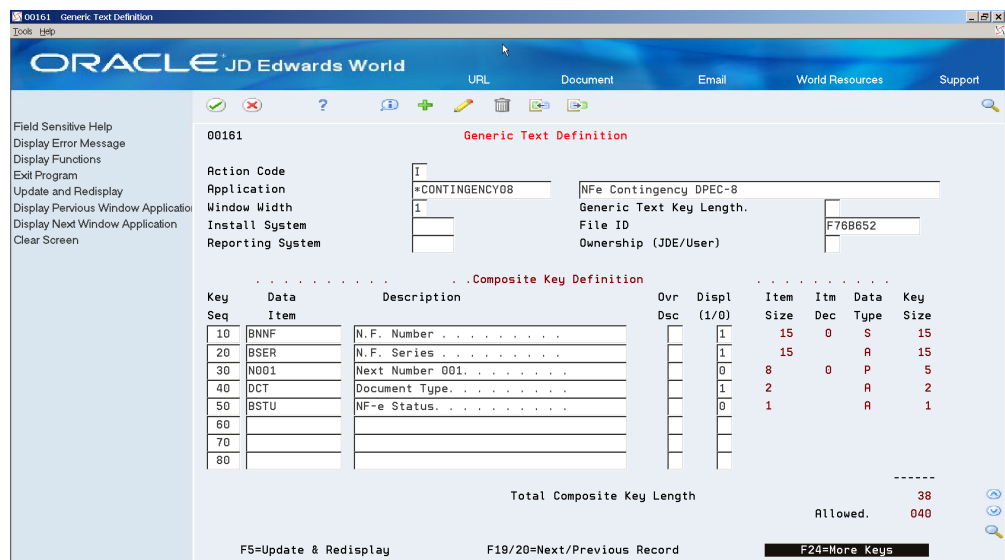 00161 Generic Text Definition
Tools Help
ORACLE JD Edwards World
URL Document Email World Resources Support
Field Sensitive Help
Display Error Message
Display Functions
Exit Program
Update and Redisplay
Display Pervious Window Applicatio
Display Next Window Application
Clear Screen
00161 Generic Text Definition
Action Code I
Application *CONTINGENCY08 NFe Contingency DPEC-8
Window Width 1 Generic Text Key Length.
Install System File ID F76B652
Reporting System Ownership (JDE/User)
. . . . . . . . . . . .Composite Key Definition . . . . . . . . . .
Key Data Description Ovr Displ Item Itm Data Key
Seq Item Dsc (1/0) Size Dec Type Size
10 BNNF N.F. Number . . . . . . . . . . 1 15 0 S 15
20 BSER N.F. Series . . . . . . . . . . 1 15 A 15
30 N001 Next Number 001. . . . . . . . 0 8 0 P 5
40 DCT Document Type. . . . . . . . . 1 2 A 2
50 BSTU NF-e Status. . . . . . . . . . 0 1 A 1
60
70
80
------
Total Composite Key Length 38
Allowed. 040
F5=Update & Redisplay F19/20=Next/Previous Record F24=More Keys